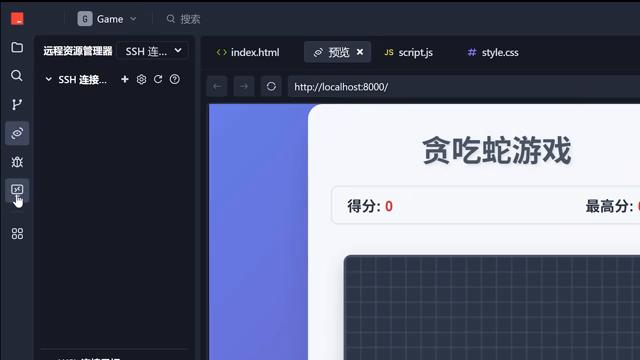 G Game
搜索
远程资源管理器
SSH 连...
index.html
预览
JS script.js
# style.css
SSH 连接...
http://localhost:8000/
贪吃蛇游戏
得分: 0
最高分: